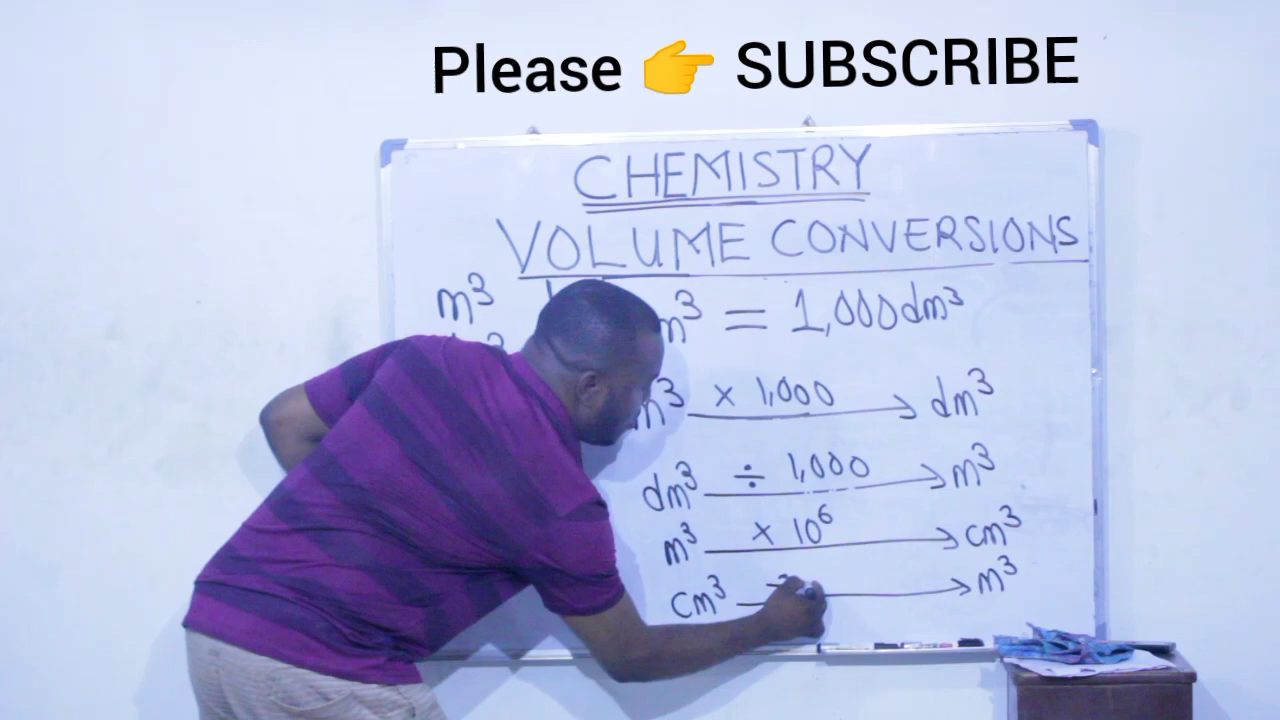 Please 👉 SUBSCRIBE
CHEMISTRY
VOLUME CONVERSIONS
m³ m³ = 1,000dm³
m³ × 1,000 → dm³
dm³ ÷ 1,000 → m³
m³ × 10⁶ → cm³
cm³ → m³